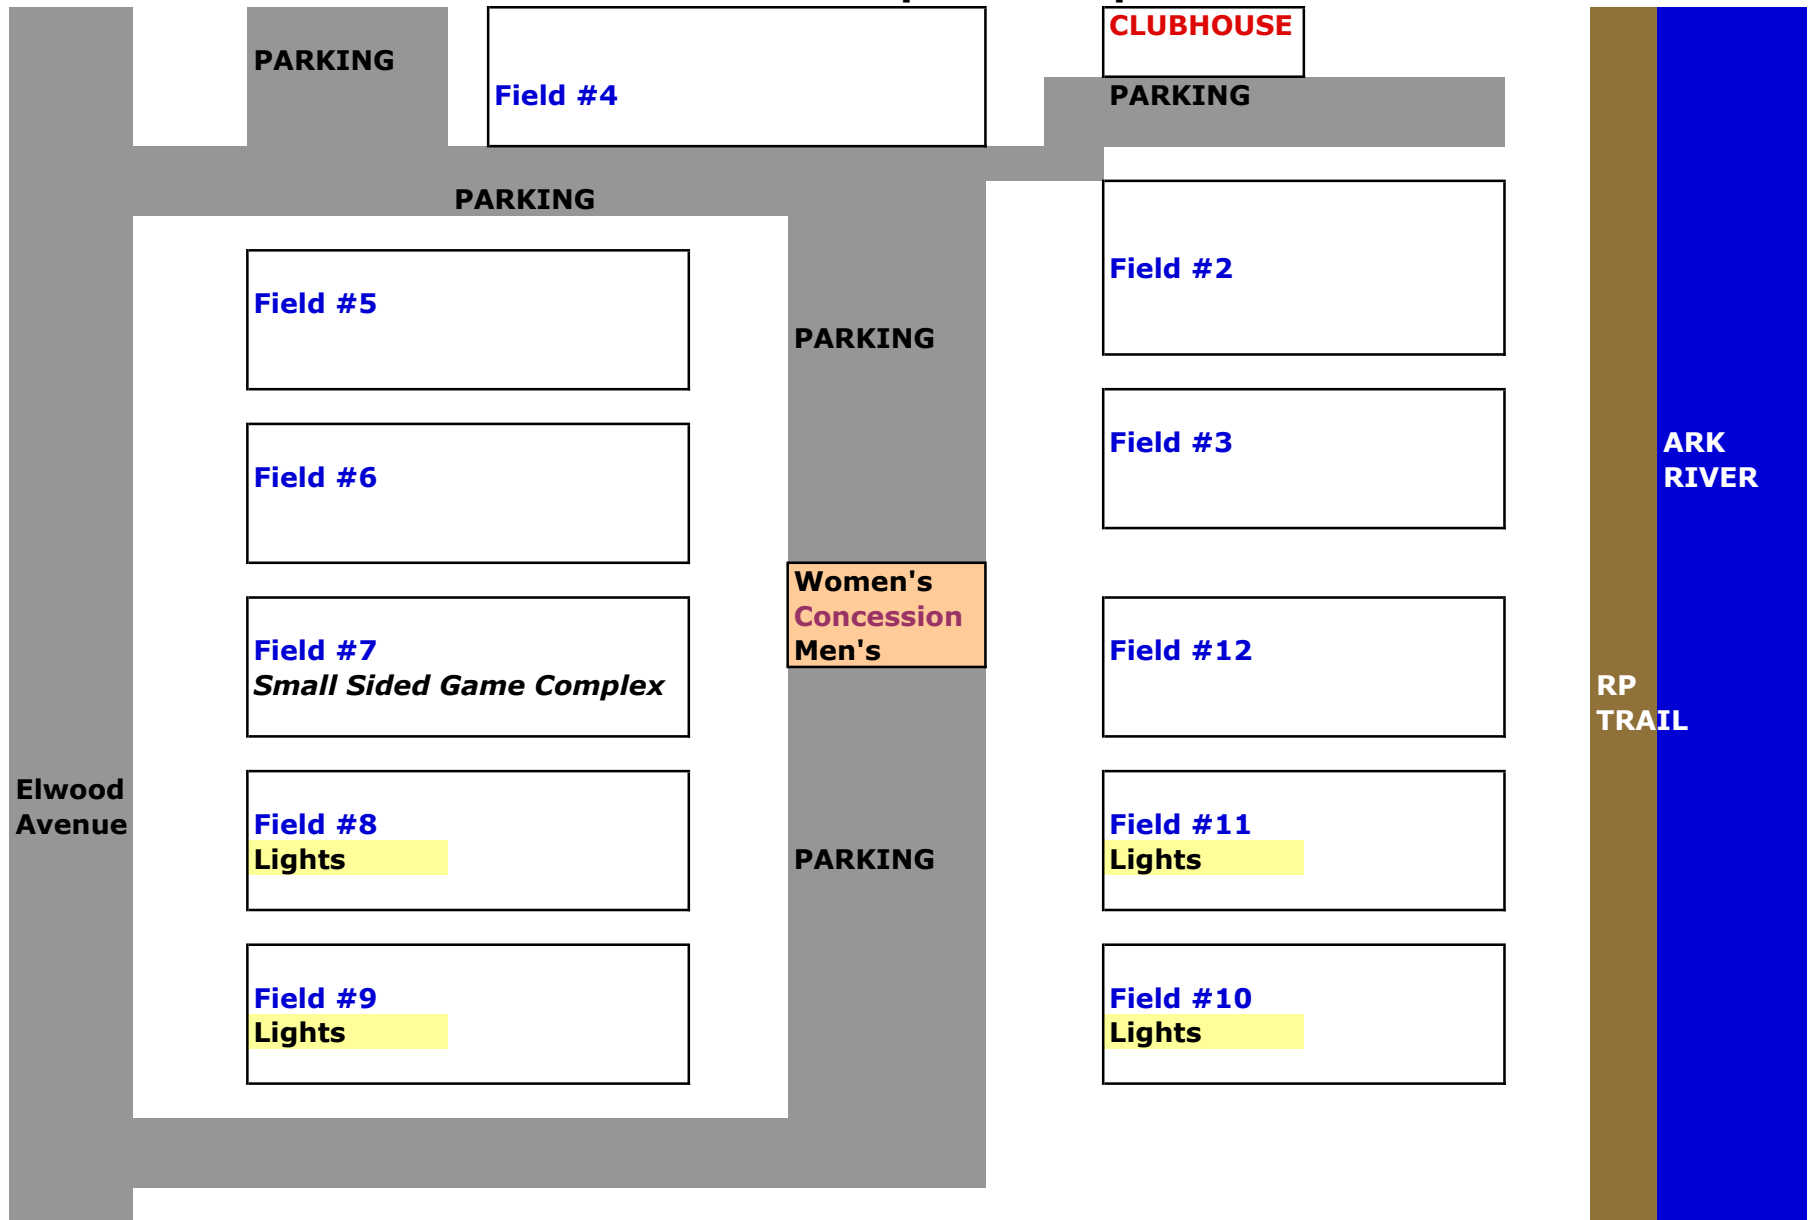 CLUBHOUSE
PARKING
Field #4
PARKING
PARKING
Field #2
Field #5
PARKING
Field #3
ARK
Field #6
RIVER
Women's
Concession
Field #7
Men's
Field #12
Small Sided Game Complex
RP
TRAIL
Elwood
Avenue
Field #8
Field #11
Lights
PARKING
Lights
Field #9
Field #10
Lights
Lights